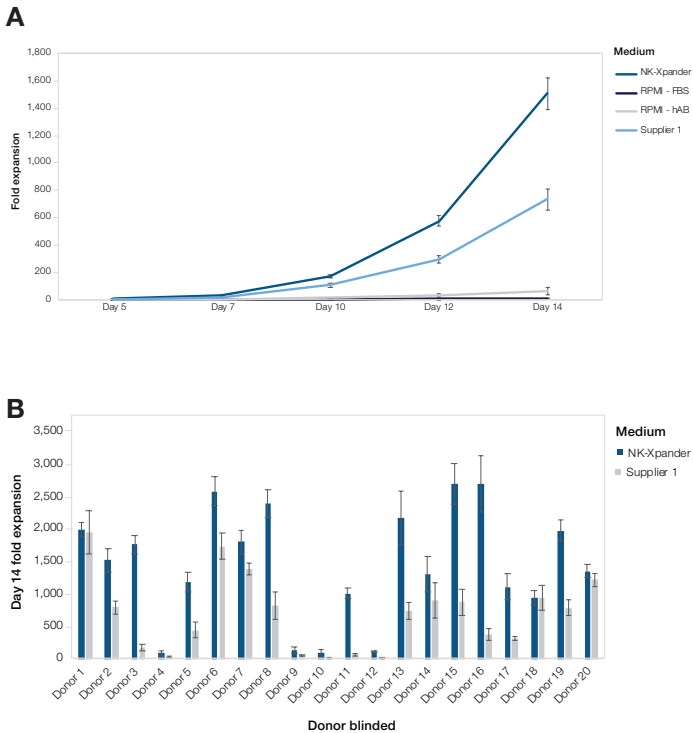 A
Medium
NK-Xpander
RPMI - FBS
RPMI - hAB
Supplier 1
Fold expansion
1,800
1,600
1,400
1,200
1,000
800
600
400
200
0
Day 5
Day 7
Day 10
Day 12
Day 14
B
Medium
NK-Xpander
Supplier 1
Day 14 fold expansion
3,500
3,000
2,500
2,000
1,500
1,000
500
0
Donor 1
Donor 2
Donor 3
Donor 4
Donor 5
Donor 6
Donor 7
Donor 8
Donor 9
Donor 10
Donor 11
Donor 12
Donor 13
Donor 14
Donor 15
Donor 16
Donor 17
Donor 18
Donor 19
Donor 20
Donor blinded